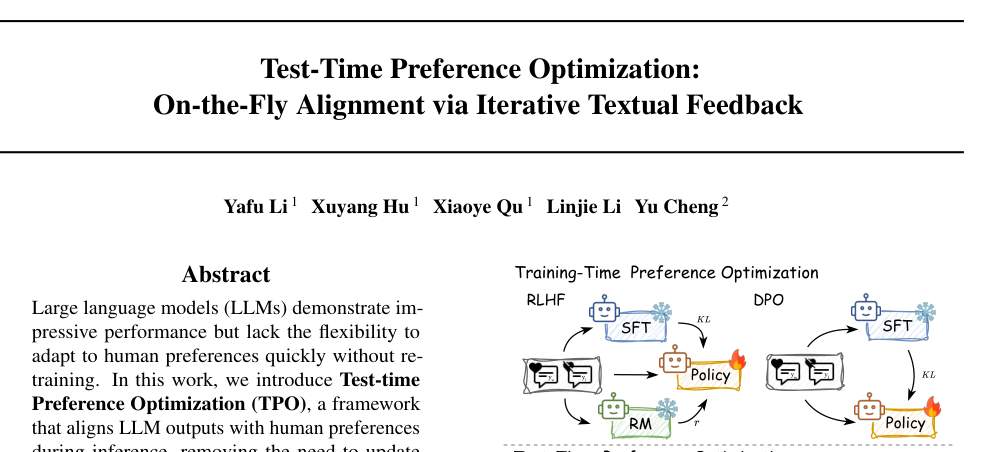 Test-Time Preference Optimization:
On-the-Fly Alignment via Iterative Textual Feedback
Yafu Li 1 Xuyang Hu 1 Xiaoye Qu 1 Linjie Li Yu Cheng 2
Abstract
Large language models (LLMs) demonstrate im-
pressive performance but lack the flexibility to
adapt to human preferences quickly without re-
training. In this work, we introduce Test-time
Preference Optimization (TPO), a framework
that aligns LLM outputs with human preferences
during inference, removing the need to update
Training-Time Preference Optimization
RLHF
SFT
KL
Policy
RM
r
DPO
SFT
KL
Policy